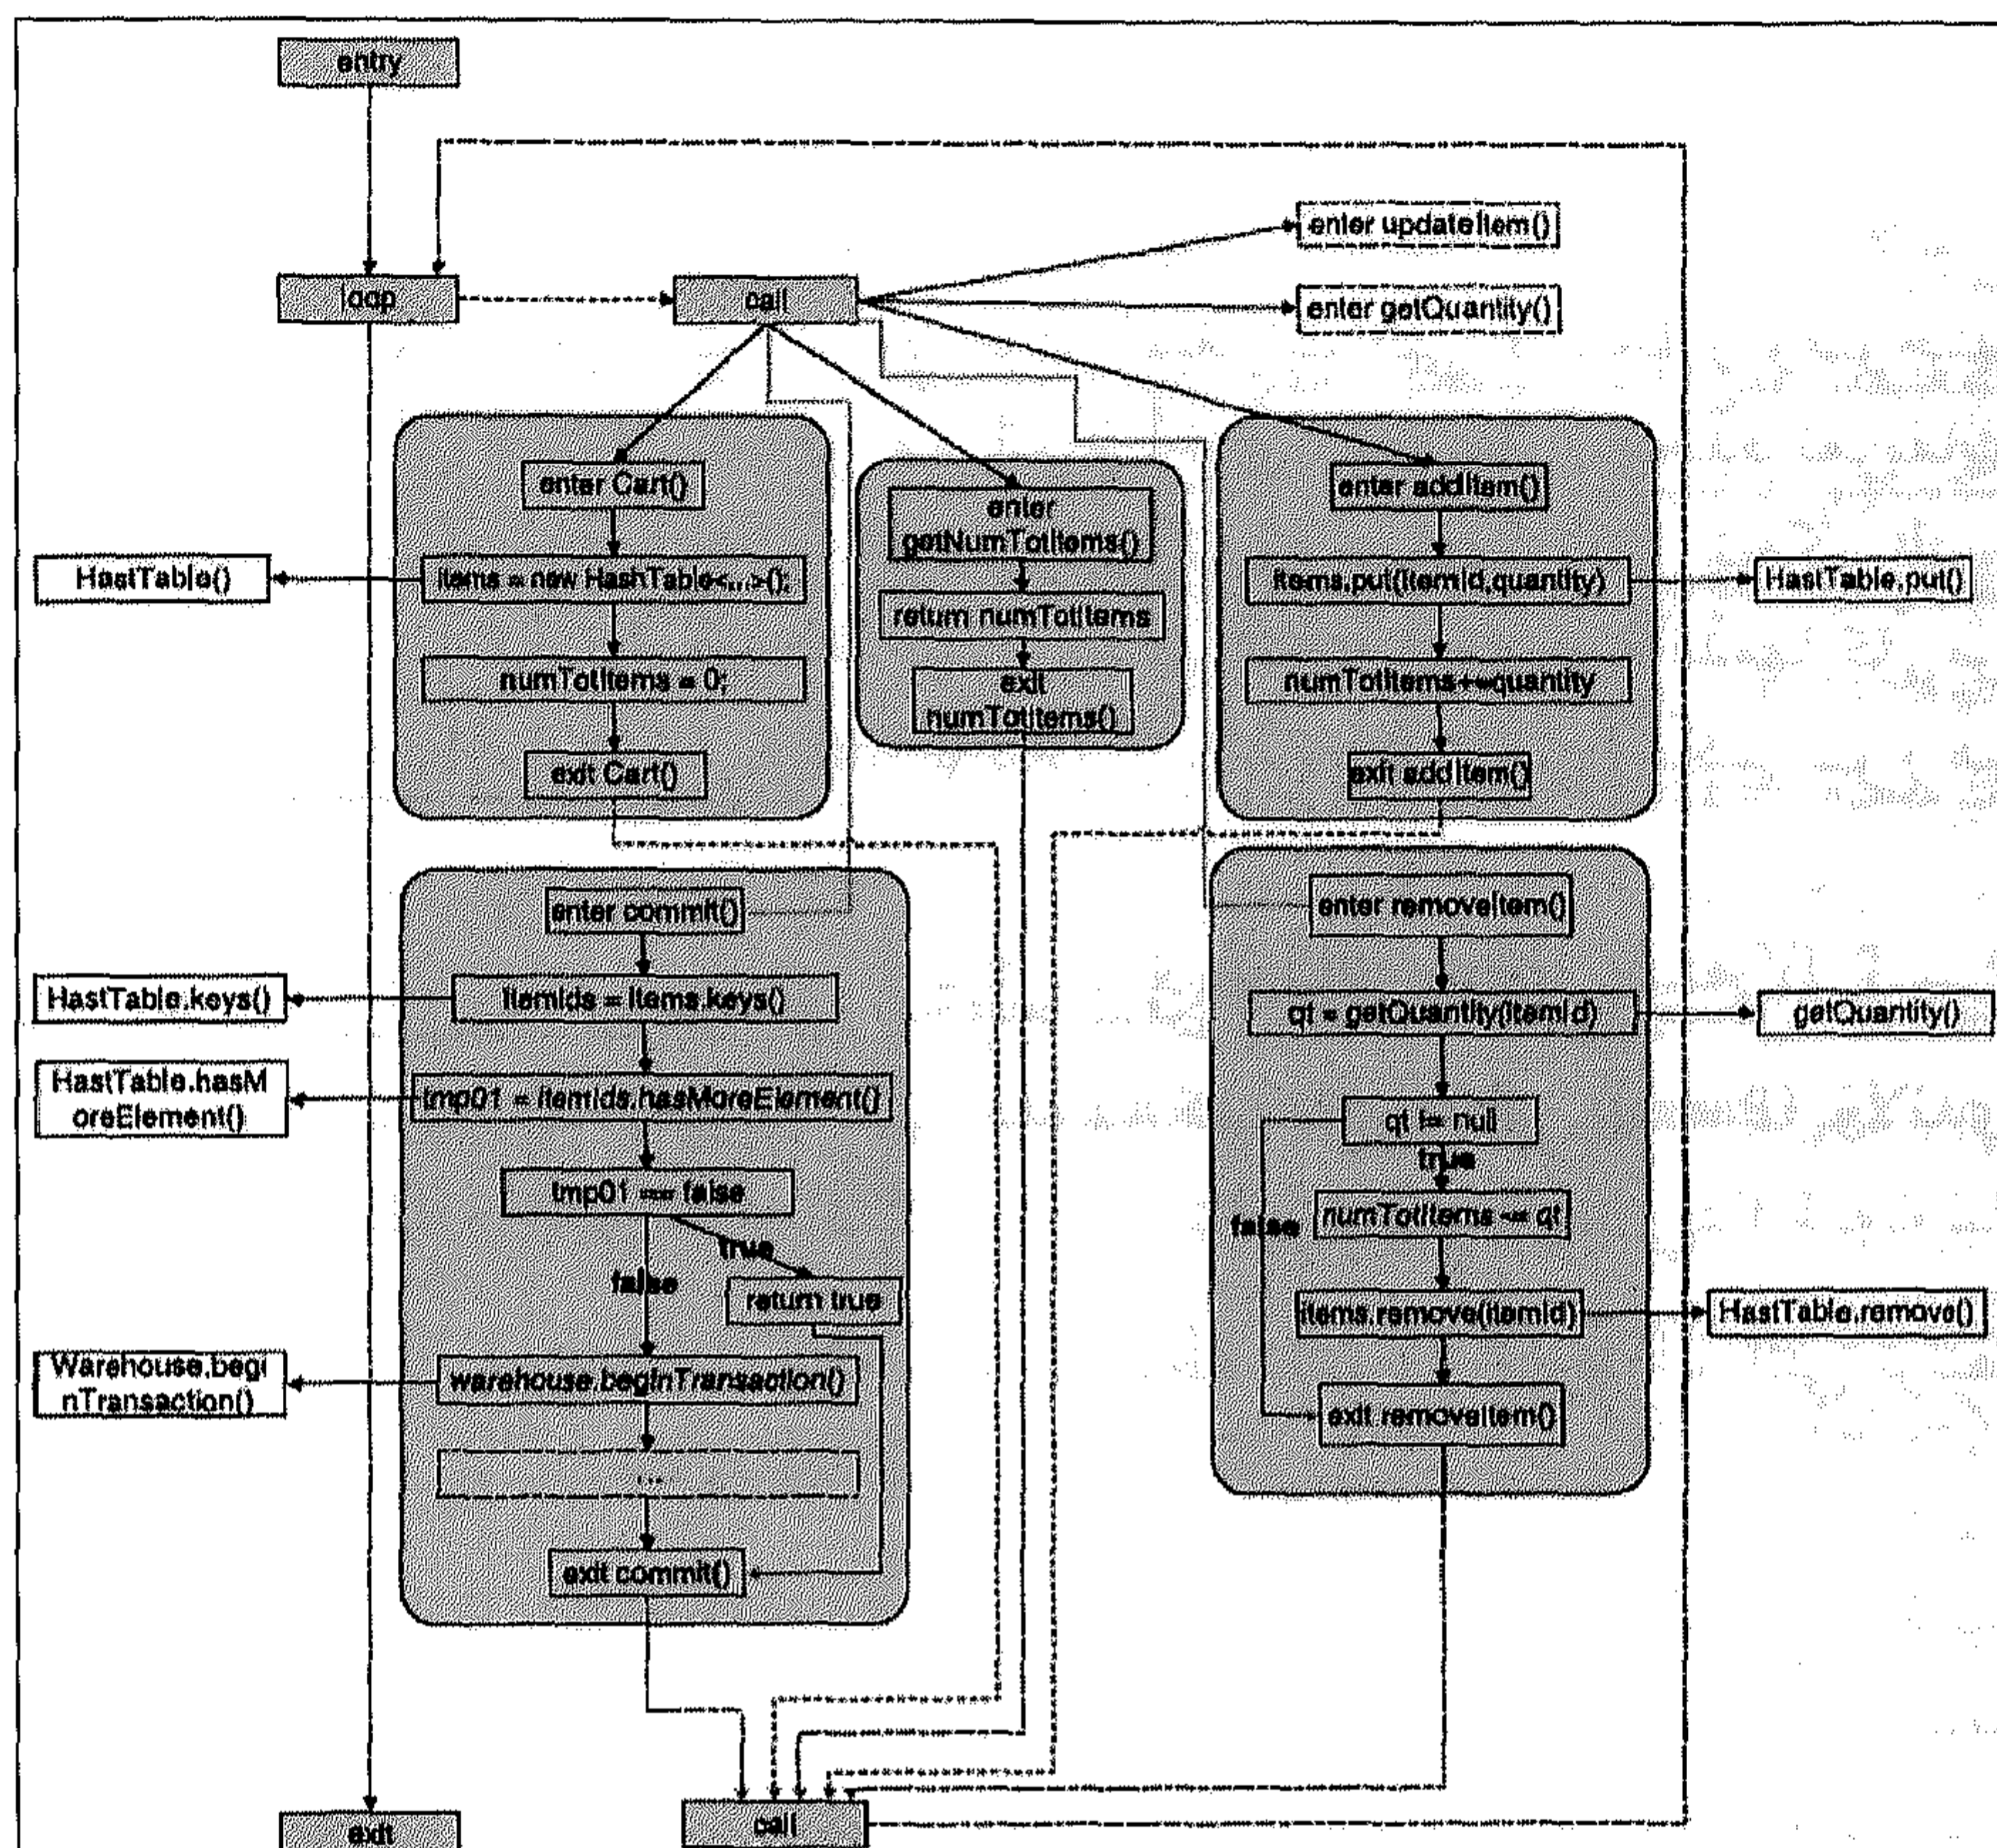 entry
enter updateItem()
loop
call
enter getQuantity()
enter Cart()
enter
getNumTotItems()
enter addItem()
HastTable()
items = new HashTable<...>();
return numTotItems
items.put(itemId,quantity)
HastTable.put()
numTotItems = 0;
exit
numTotItems()
numTotItems+=quantity
exit Cart()
exit addItem()
enter commit()
enter removeItem()
HastTable.keys()
itemIds = items.keys()
qt = getQuantity(itemId)
getQuantity()
HastTable.hasM
oreElement()
tmp01 = itemIds.hasMoreElement()
qt != null
true
tmp01 == false
false
numTotItems -= qt
true
false
return true
items.remove(itemId)
HastTable.remove()
Warehouse.begi
nTransaction()
warehouse.beginTransaction()
exit removeItem()
...
exit commit()
exit
call